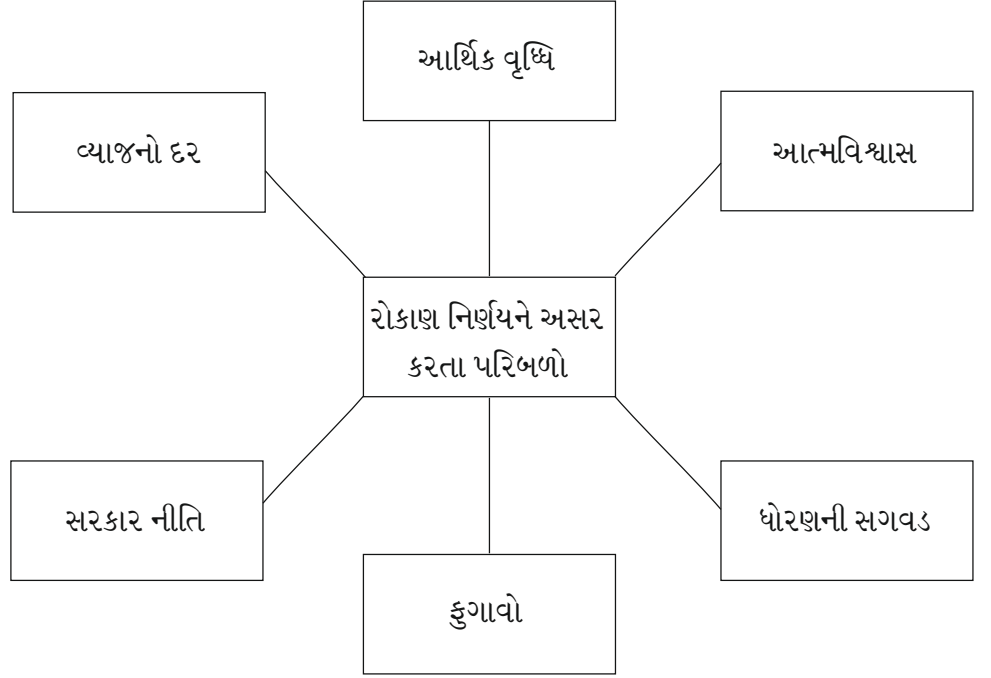 આર્થિક વૃધ્ધિ
વ્યાજનો દર
આત્મવિશ્વાસ
રોકાણ નિર્ણયને અસર
કરતા પરિબળો
સરકાર નીતિ
ધોરણની સગવડ
ફુગાવો